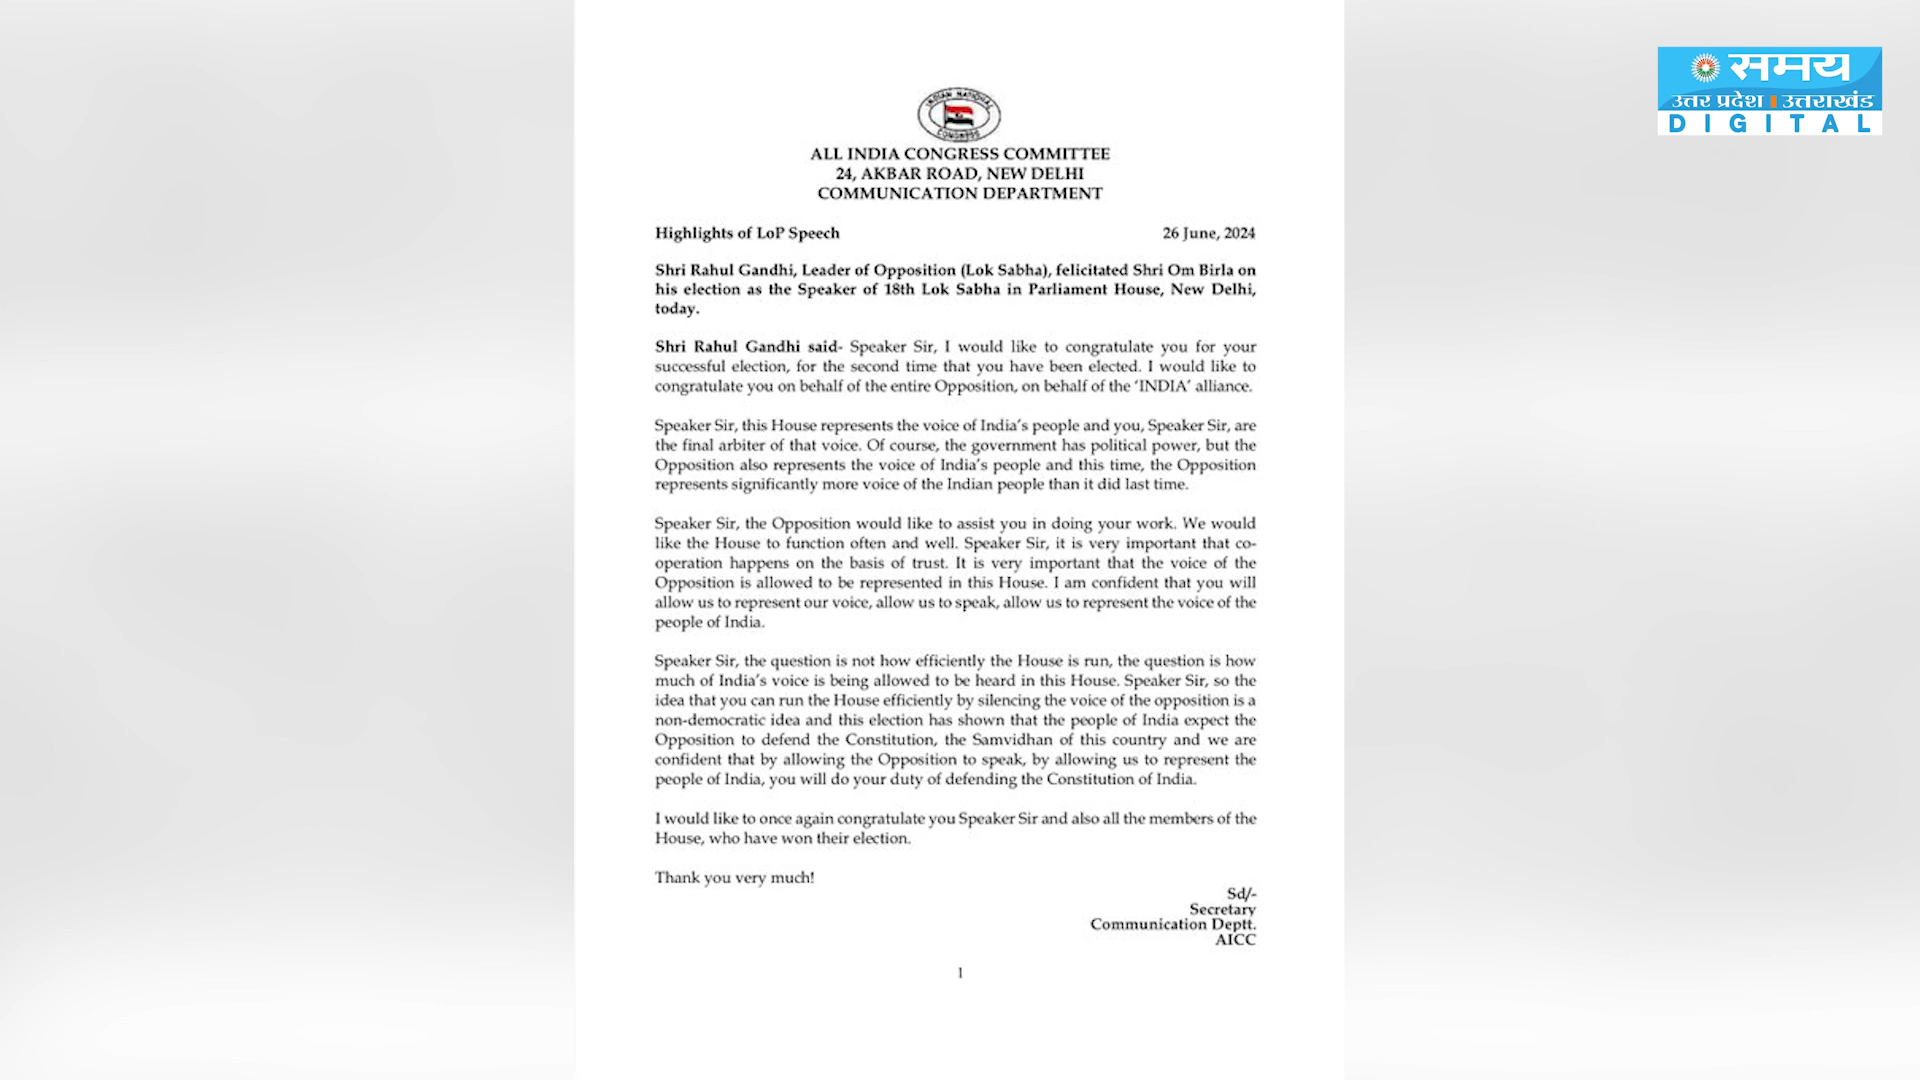 समय
उत्तर प्रदेश उत्तराखंड
DIGITAL
INDIAN NATIONAL
CONGRESS
ALL INDIA CONGRESS COMMITTEE
24, AKBAR ROAD, NEW DELHI
COMMUNICATION DEPARTMENT
Highlights of LoP Speech 26 June, 2024
Shri Rahul Gandhi, Leader of Opposition (Lok Sabha), felicitated Shri Om Birla on
his election as the Speaker of 18th Lok Sabha in Parliament House, New Delhi,
today.
Shri Rahul Gandhi said- Speaker Sir, I would like to congratulate you for your
successful election, for the second time that you have been elected. I would like to
congratulate you on behalf of the entire Opposition, on behalf of the ‘INDIA’ alliance.
Speaker Sir, this House represents the voice of India’s people and you, Speaker Sir, are
the final arbiter of that voice. Of course, the government has political power, but the
Opposition also represents the voice of India’s people and this time, the Opposition
represents significantly more voice of the Indian people than it did last time.
Speaker Sir, the Opposition would like to assist you in doing your work. We would
like the House to function often and well. Speaker Sir, it is very important that co-
operation happens on the basis of trust. It is very important that the voice of the
Opposition is allowed to be represented in this House. I am confident that you will
allow us to represent our voice, allow us to speak, allow us to represent the voice of the
people of India.
Speaker Sir, the question is not how efficiently the House is run, the question is how
much of India’s voice is being allowed to be heard in this House. Speaker Sir, so the
idea that you can run the House efficiently by silencing the voice of the opposition is a
non-democratic idea and this election has shown that the people of India expect the
Opposition to defend the Constitution, the Samvidhan of this country and we are
confident that by allowing the Opposition to speak, by allowing us to represent the
people of India, you will do your duty of defending the Constitution of India.
I would like to once again congratulate you Speaker Sir and also all the members of the
House, who have won their election.
Thank you very much!
Sd/-
Secretary
Communication Deptt.
AICC
1